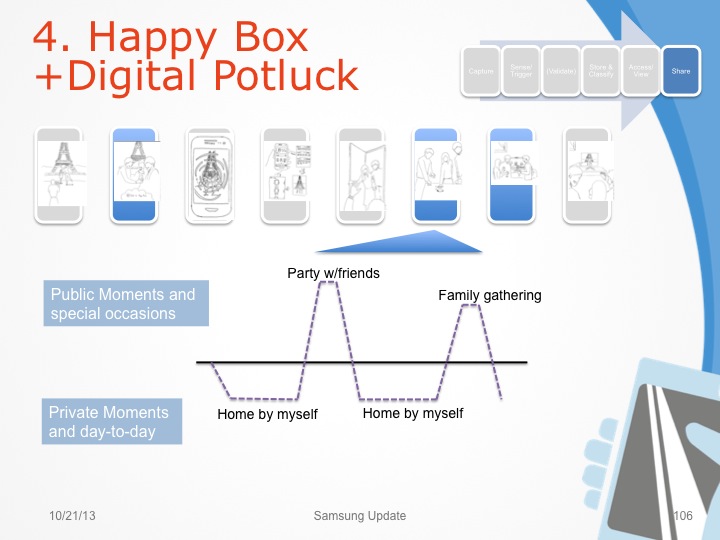 4. Happy Box
+Digital Potluck
Capture
Sense/
Trigger
(Validate)
Store &
Classify
Access/
View
Share
Party w/friends
Public Moments and
special occasions
Family gathering
Private Moments
and day-to-day
Home by myself
Home by myself
10/21/13
Samsung Update
106